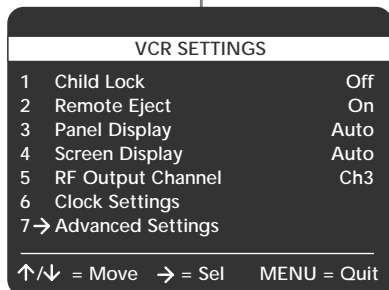 VCR SETTINGS
1 Child Lock Off
2 Remote Eject On
3 Panel Display Auto
4 Screen Display Auto
5 RF Output Channel Ch3
6 Clock Settings
7→ Advanced Settings
↑/↓ = Move → = Sel MENU = Quit